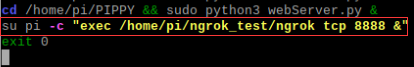 cd /home/pi/PIPPY && sudo python3 webServer.py &
su pi -c "exec /home/pi/ngrok_test/ngrok tcp 8888 &"
exit 0